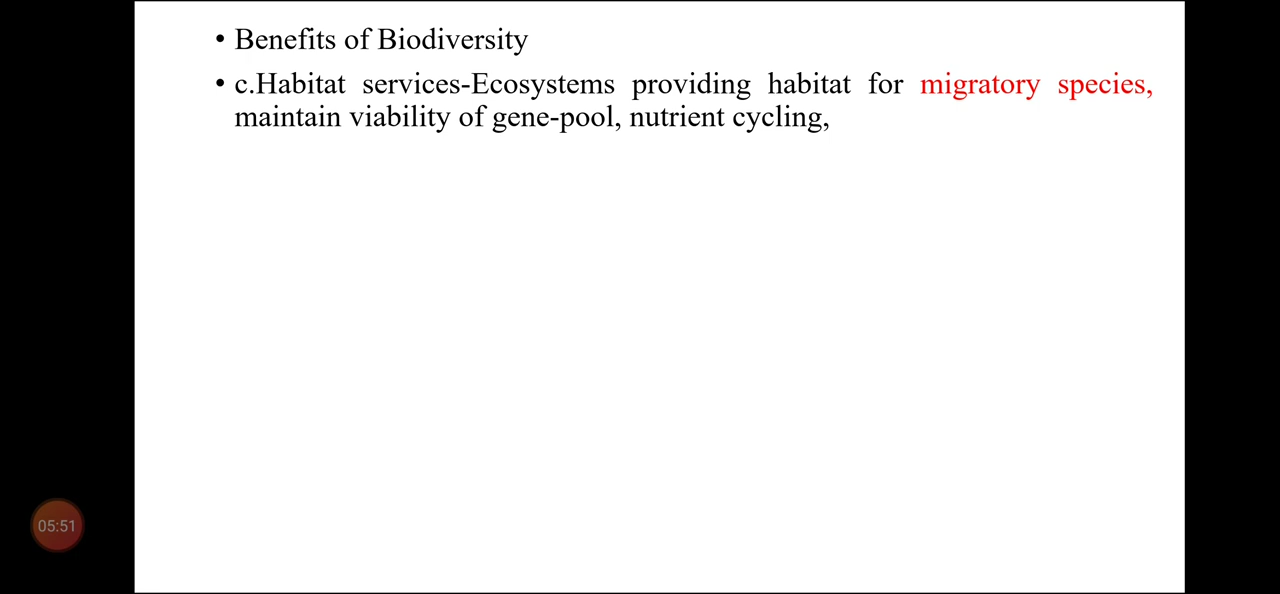 • Benefits of Biodiversity
• c.Habitat services-Ecosystems providing habitat for migratory species,
maintain viability of gene-pool, nutrient cycling,
05:51